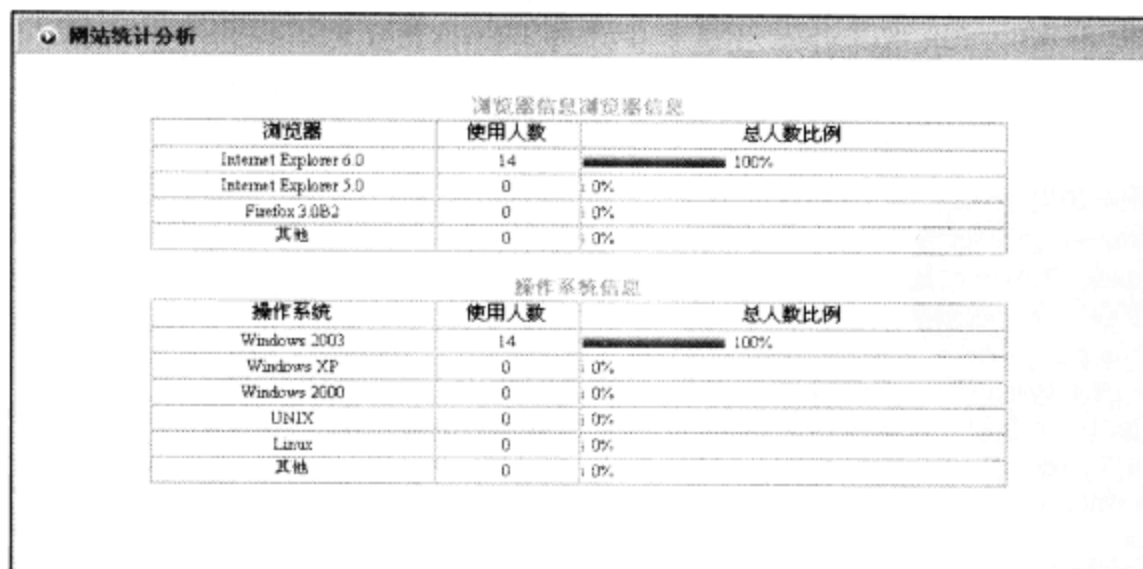 网站统计分析
浏览器信息浏览器信息
浏览器 使用人数 总人数比例
Internet Explorer 6.0 14 100%
Internet Explorer 5.0 0 0%
Firefox 3.0B2 0 0%
其他 0 0%
操作系统信息
操作系统 使用人数 总人数比例
Windows 2003 14 100%
Windows XP 0 0%
Windows 2000 0 0%
UNIX 0 0%
Linux 0 0%
其他 0 0%